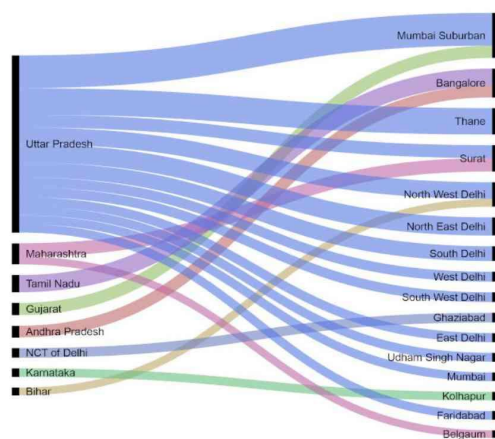 Uttar Pradesh
Maharashtra
Tamil Nadu
Gujarat
Andhra Pradesh
NCT of Delhi
Karnataka
Bihar
Mumbai Suburban
Bangalore
Thane
Surat
North West Delhi
North East Delhi
South Delhi
West Delhi
South West Delhi
Ghaziabad
East Delhi
Udham Singh Nagar
Mumbai
Kolhapur
Faridabad
Belgaum